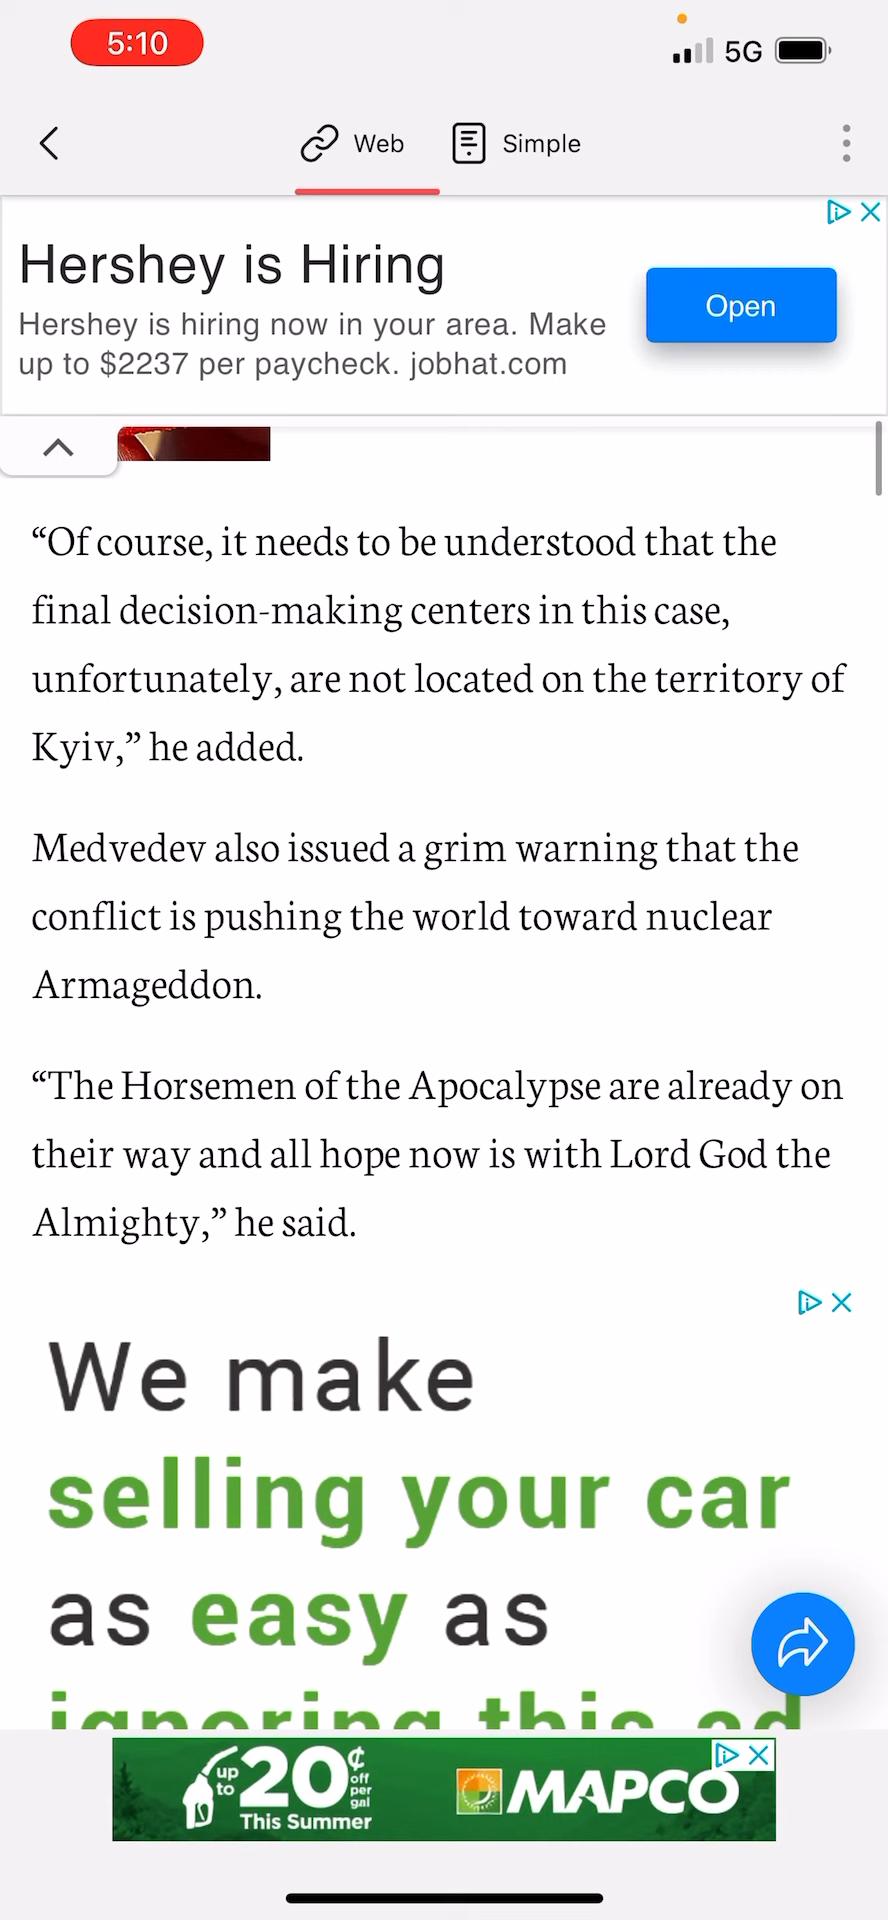 5:10
5G
Web
Simple
Hershey is Hiring
Hershey is hiring now in your area. Make
up to $2237 per paycheck. jobhat.com
Open
“Of course, it needs to be understood that the
final decision-making centers in this case,
unfortunately, are not located on the territory of
Kyiv,” he added.
Medvedev also issued a grim warning that the
conflict is pushing the world toward nuclear
Armageddon.
“The Horsemen of the Apocalypse are already on
their way and all hope now is with Lord God the
Almighty,” he said.
We make
selling your car
as easy as
ignoring this ad
up to 20¢ off per gal
This Summer
MAPCO